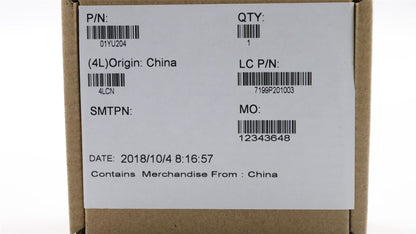 P/N: QTY:
01YU204 1
(4L)Origin: China LC P/N:
4LCN 7199P201003
SMTPN: MO:
12343648
DATE: 2018/10/4 8:16:57
Contains Merchandise From : China